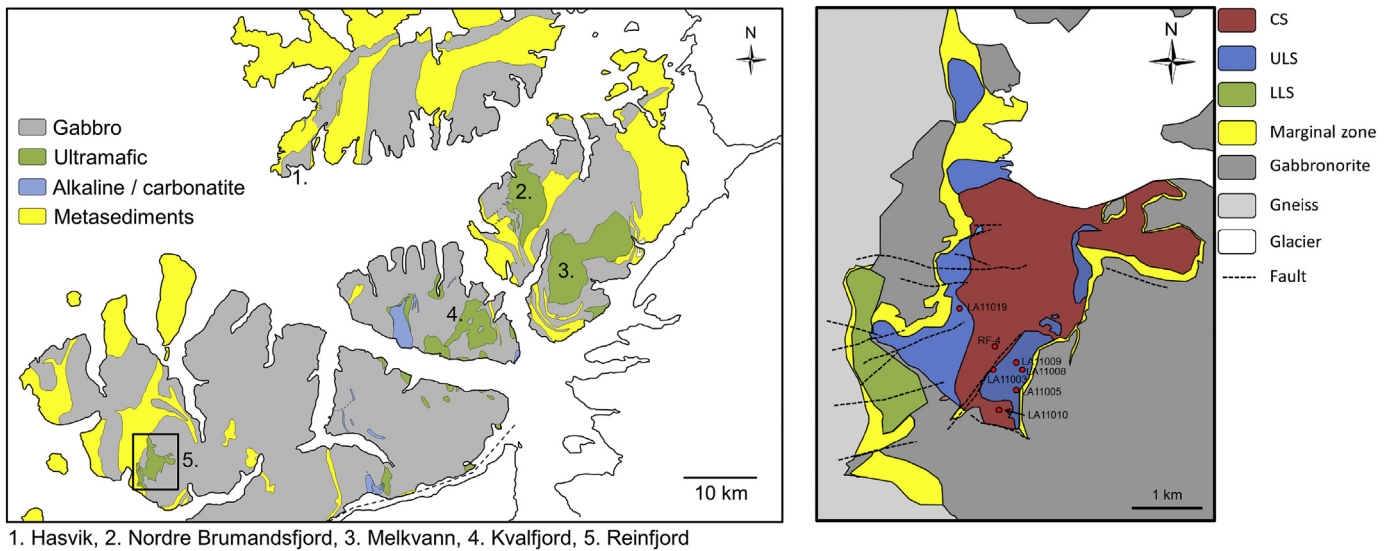 N
Gabbro
Ultramafic
Alkaline / carbonatite
Metasediments
1.
2.
3.
4.
5.
10 km
1. Hasvik, 2. Nordre Brumandsfjord, 3. Melkvann, 4. Kvalfjord, 5. Reinfjord
N
LA11019
RF 4
LA11009
LA11008
LA11003
LA11005
LA11010
1 km
CS
ULS
LLS
Marginal zone
Gabbronorite
Gneiss
Glacier
Fault